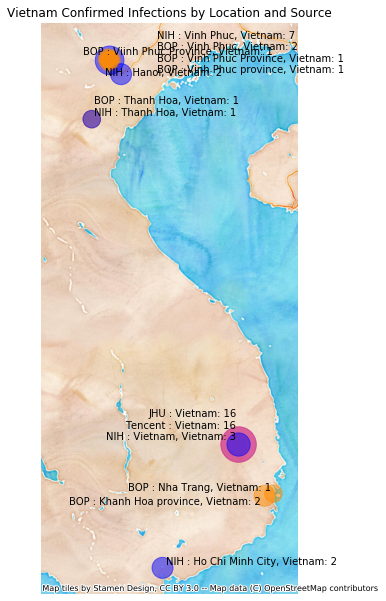 Vietnam Confirmed Infections by Location and Source
NIH : Vinh Phuc, Vietnam: 7
BOP : Vinh Phuc, Vietnam: 2
BOP : Viinh Phuc Province, Vietnam: 1
BOP : Vinh Phuc Province, Vietnam: 1
BOP : Vinh Phuc province, Vietnam: 1
NIH : Hanoi, Vietnam: 2
BOP : Thanh Hoa, Vietnam: 1
NIH : Thanh Hoa, Vietnam: 1
JHU : Vietnam: 16
Tencent : Vietnam: 16
NIH : Vietnam, Vietnam: 3
BOP : Nha Trang, Vietnam: 1
BOP : Khanh Hoa province, Vietnam: 2
NIH : Ho Chi Minh City, Vietnam: 2
Map tiles by Stamen Design, CC BY 3.0 -- Map data (C) OpenStreetMap contributors